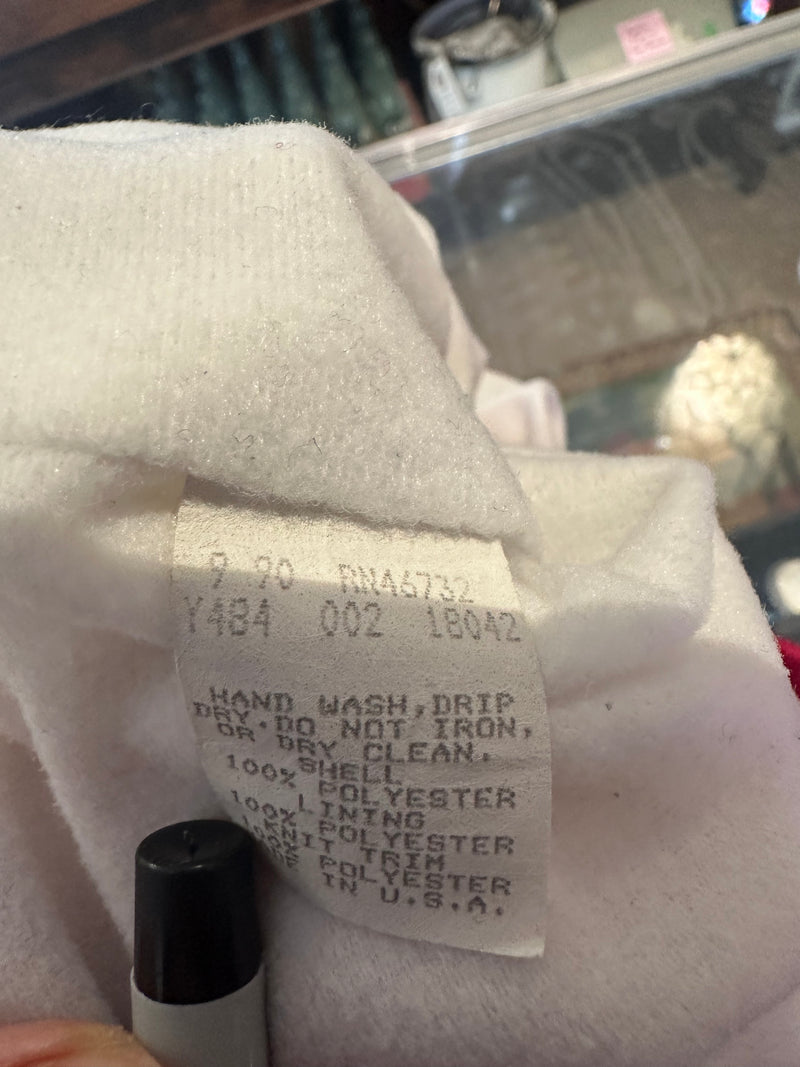 9 90 RN46732
Y484 002 18042
HAND WASH,DRIP
DRY.DO NOT IRON,
OR DRY CLEAN.
SHELL
100% POLYESTER
LINING
100% POLYESTER
KNIT TRIM
100% POLYESTER
IN U.S.A.